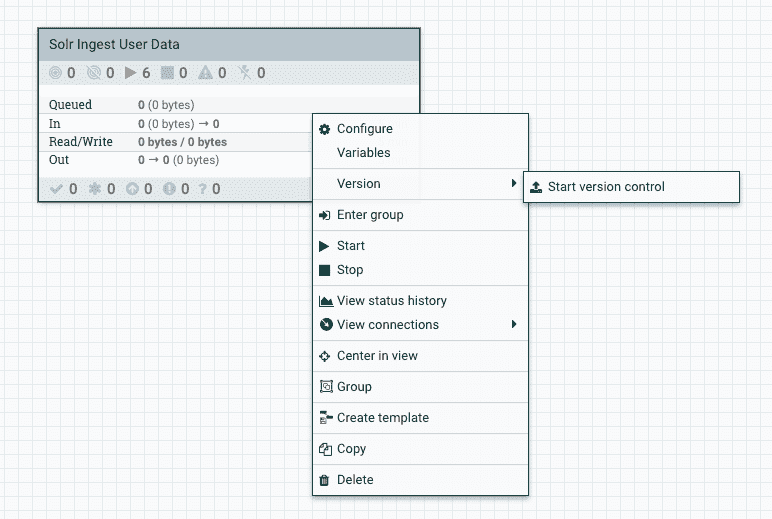 Solr Ingest User Data
0 0 6 0 0 0
Queued 0 (0 bytes)
In 0 (0 bytes) → 0
Read/Write 0 bytes / 0 bytes
Out 0 → 0 (0 bytes)
0 0 0 0 ? 0
Configure
Variables
Version
Start version control
Enter group
Start
Stop
View status history
View connections
Center in view
Group
Create template
Copy
Delete